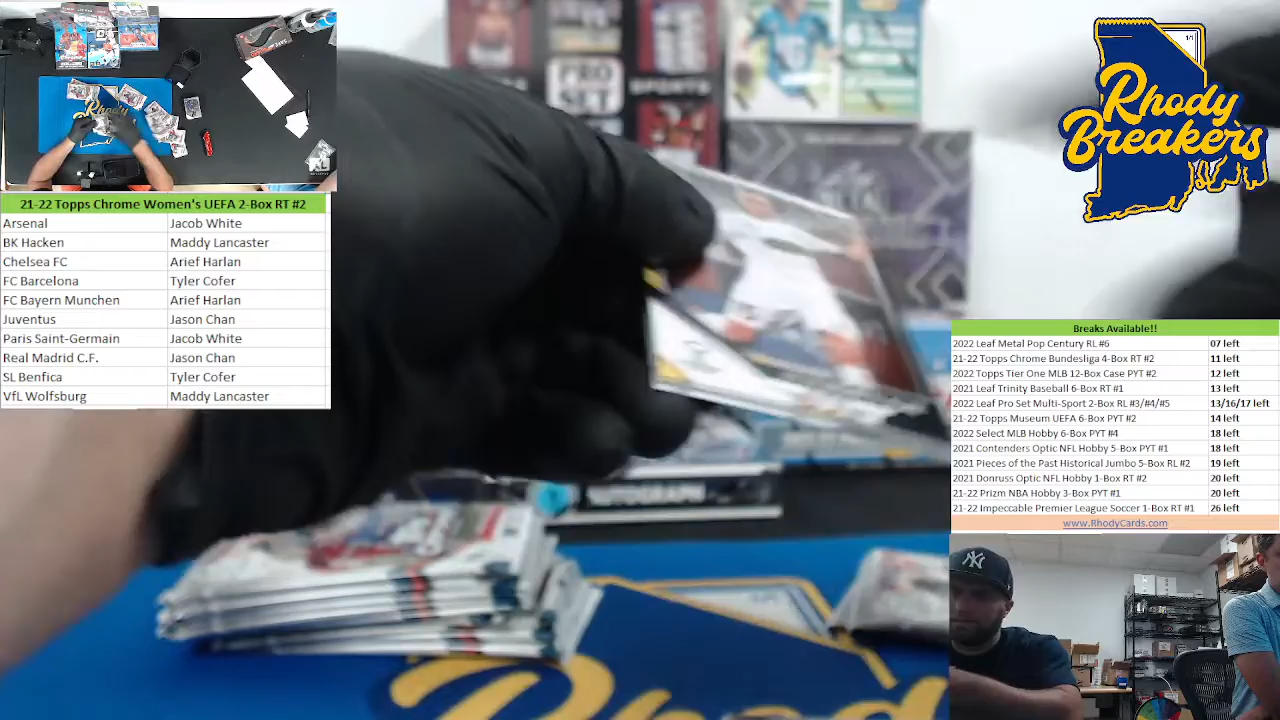 21-22 Topps Chrome Women's UEFA 2-Box RT #2
Arsenal Jacob White
BK Hacken Maddy Lancaster
Chelsea FC Arief Harlan
FC Barcelona Tyler Cofer
FC Bayern Munchen Arief Harlan
Juventus Jason Chan
Paris Saint-Germain Jacob White
Real Madrid C.F. Jason Chan
SL Benfica Tyler Cofer
VfL Wolfsburg Maddy Lancaster
PRO
SET
SPORTS
AUTOGRAPH
Rhody
1/1
Rhody
Breakers
Breaks Available!!
2022 Leaf Metal Pop Century RL #6 07 left
21-22 Topps Chrome Bundesliga 4-Box RT #2 11 left
2022 Topps Tier One MLB 12-Box Case PYT #2 12 left
2021 Leaf Trinity Baseball 6-Box RT #1 13 left
2022 Leaf Pro Set Multi-Sport 2-Box RL #3/#4/#5 13/16/17 left
21-22 Topps Museum UEFA 6-Box PYT #2 14 left
2022 Select MLB Hobby 6-Box PYT #4 18 left
2021 Contenders Optic NFL Hobby 5-Box PYT #1 18 left
2021 Pieces of the Past Historical Jumbo 5-Box RL #2 19 left
2021 Donruss Optic NFL Hobby 1-Box RT #2 20 left
21-22 Prizm NBA Hobby 3-Box PYT #1 20 left
21-22 Impeccable Premier League Soccer 1-Box RT #1 26 left
www.RhodyCards.com